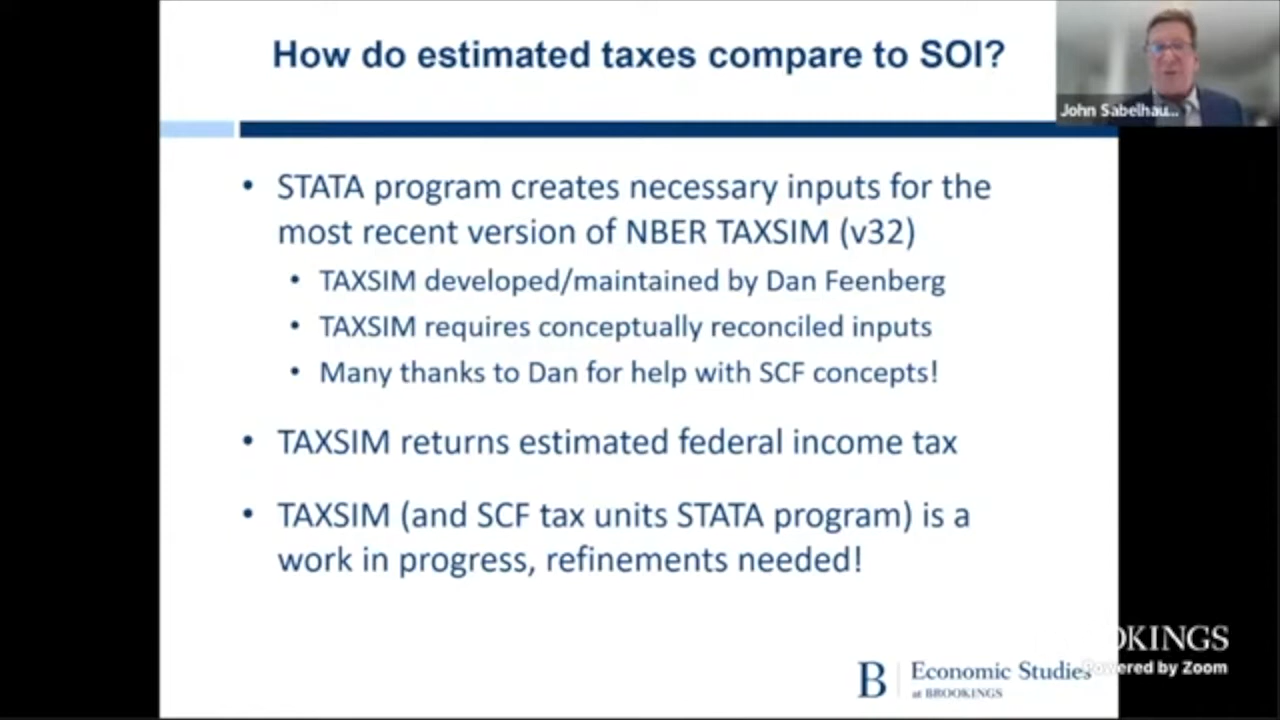 How do estimated taxes compare to SOI?
John Sabelhau...
• STATA program creates necessary inputs for the
most recent version of NBER TAXSIM (v32)
• TAXSIM developed/maintained by Dan Feenberg
• TAXSIM requires conceptually reconciled inputs
• Many thanks to Dan for help with SCF concepts!
• TAXSIM returns estimated federal income tax
• TAXSIM (and SCF tax units STATA program) is a
work in progress, refinements needed!
B Economic Studies
at BROOKINGS
OKINGS
Powered by Zoom